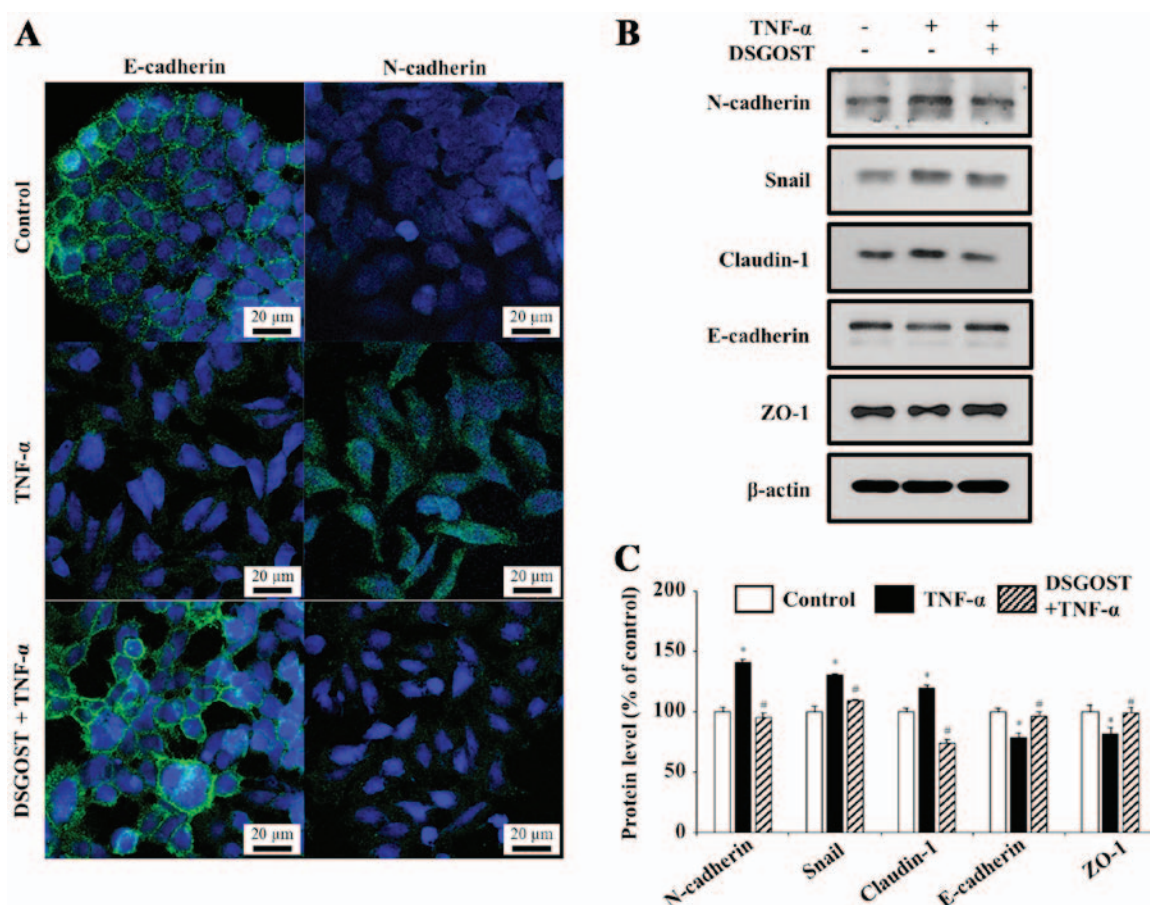 A
E-cadherin N-cadherin
Control
20 µm 20 µm
TNF-α
20 µm 20 µm
DSGOST + TNF-α
20 µm 20 µm
B
TNF-α - + +
DSGOST - - +
N-cadherin
Snail
Claudin-1
E-cadherin
ZO-1
β-actin
C
Protein level (% of control)
200
150
100
50
0
Control TNF-α DSGOST
+TNF-α
* # * # * # * # * #
N-cadherin Snail Claudin-1 E-cadherin ZO-1